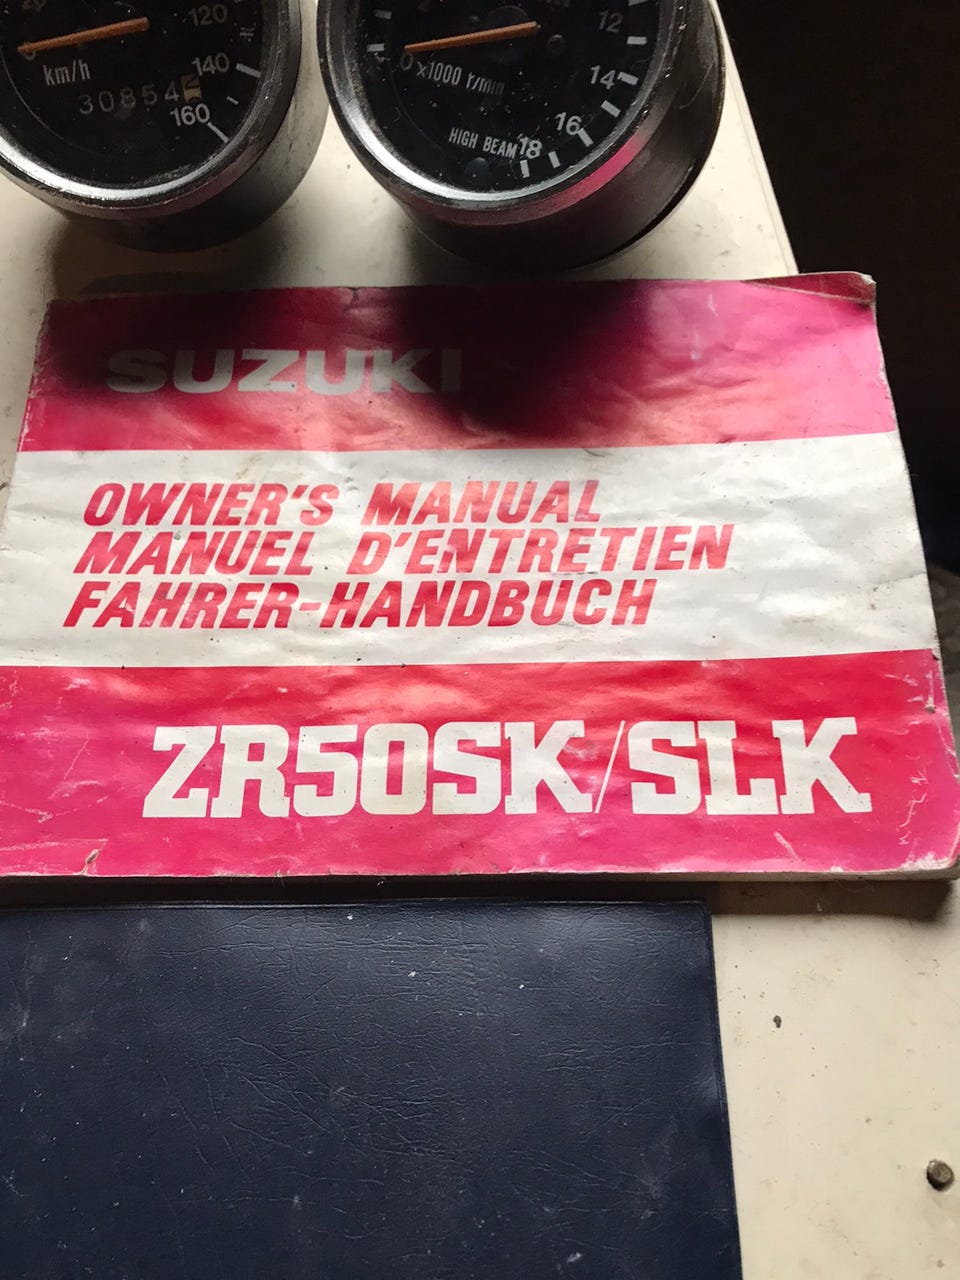 120
km/h
140
30854
160
12
0 x1000 r/min
14
16
HIGH BEAM
18
SUZUKI
OWNER'S MANUAL
MANUEL D'ENTRETIEN
FAHRER-HANDBUCH
ZR50SK/SLK